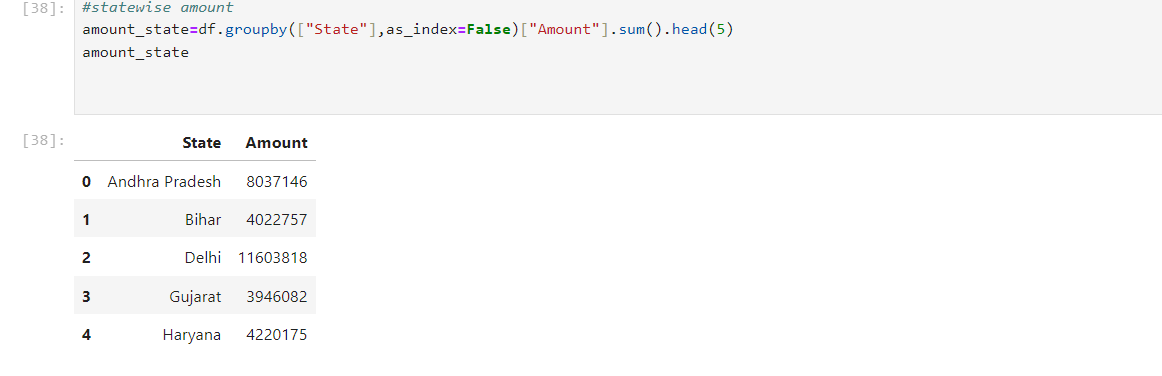 [38]: #statewise amount
amount_state=df.groupby(["State"],as_index=False)["Amount"].sum().head(5)
amount_state
[38]:
State Amount
0 Andhra Pradesh 8037146
1 Bihar 4022757
2 Delhi 11603818
3 Gujarat 3946082
4 Haryana 4220175